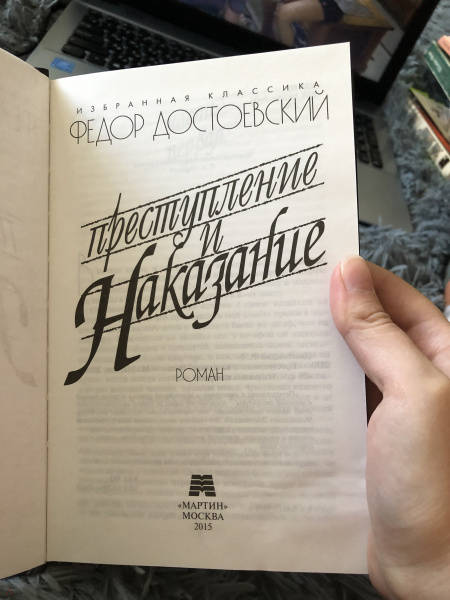 ИЗБРАННАЯ КЛАССИКА
ФЕДОР ДОСТОЕВСКИЙ
Преступление
и
Наказание
РОМАН
«МАРТИН»
МОСКВА
2015